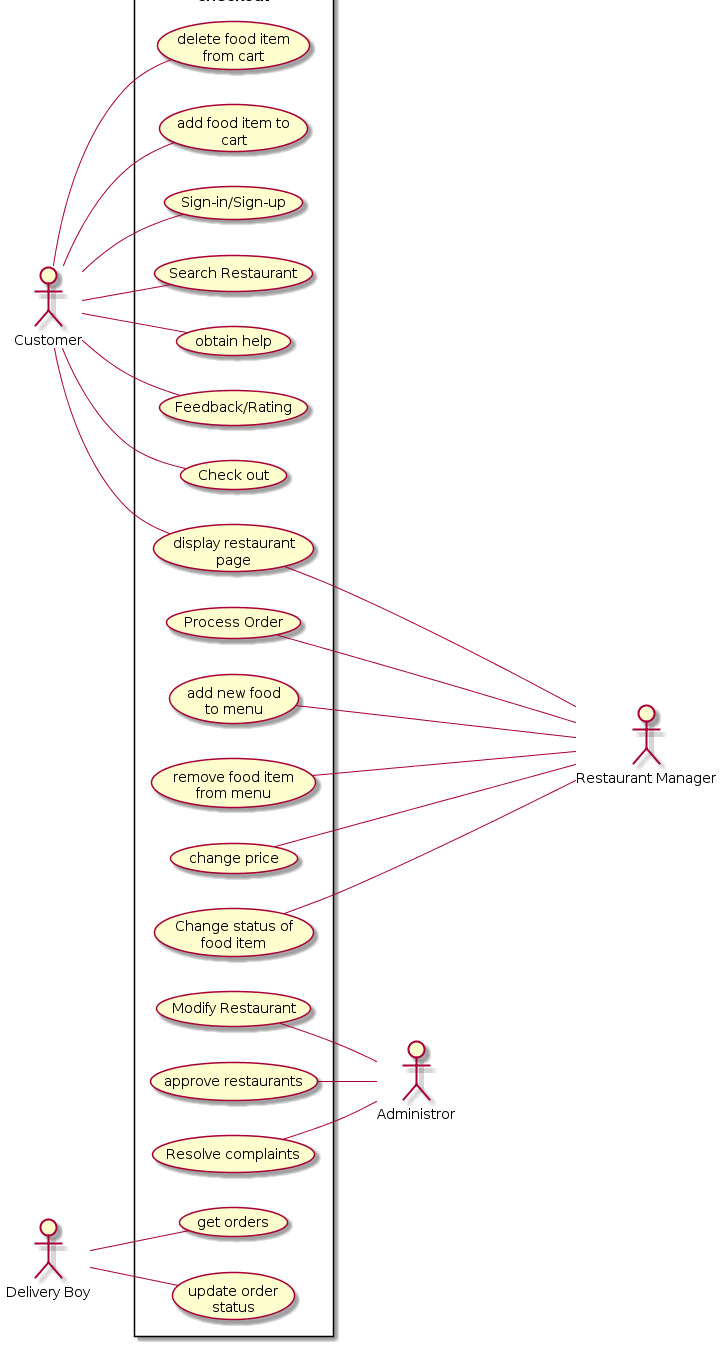 checkout
delete food item
from cart
add food item to
cart
Sign-in/Sign-up
Search Restaurant
obtain help
Customer
Feedback/Rating
Check out
display restaurant
page
Process Order
add new food
to menu
remove food item
from menu
Restaurant Manager
change price
Change status of
food item
Modify Restaurant
approve restaurants
Administror
Resolve complaints
get orders
Delivery Boy
update order
status